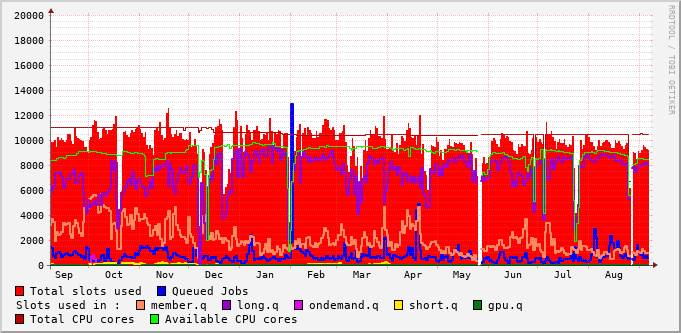 20000
18000
16000
14000
12000
10000
8000
6000
4000
2000
0
Sep Oct Nov Dec Jan Feb Mar Apr May Jun Jul Aug
RRDTOOL / TOBI OETIKER
Total slots used Queued Jobs
Slots used in : member.q long.q ondemand.q short.q gpu.q
Total CPU cores Available CPU cores